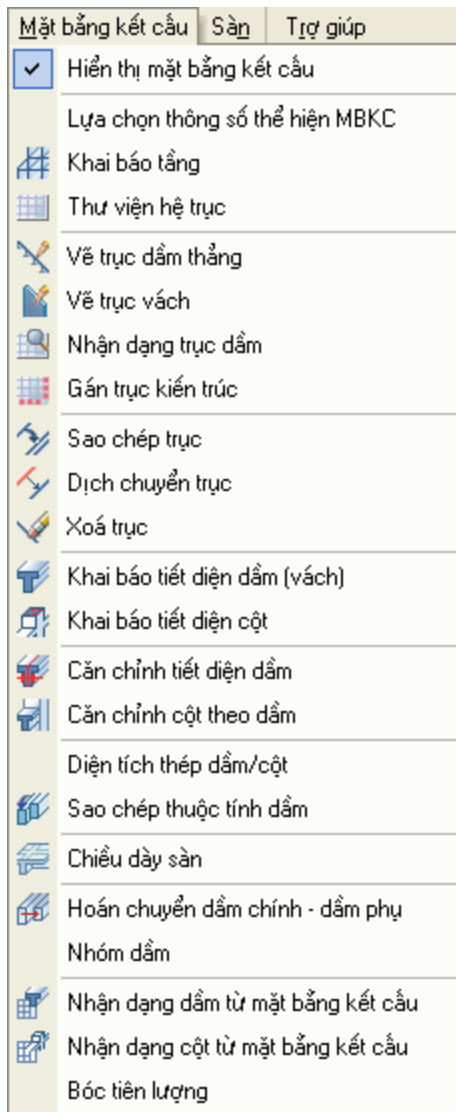 Mặt bằng kết cấu Sàn Trợ giúp
Hiển thị mặt bằng kết cấu
Lựa chọn thông số thể hiện MBKC
Khai báo tầng
Thư viện hệ trục
Vẽ trục dầm thẳng
Vẽ trục vách
Nhận dạng trục dầm
Gán trục kiến trúc
Sao chép trục
Dịch chuyển trục
Xoá trục
Khai báo tiết diện dầm (vách)
Khai báo tiết diện cột
Căn chỉnh tiết diện dầm
Căn chỉnh cột theo dầm
Diện tích thép dầm/cột
Sao chép thuộc tính dầm
Chiều dày sàn
Hoán chuyển dầm chính - dầm phụ
Nhóm dầm
Nhận dạng dầm từ mặt bằng kết cấu
Nhận dạng cột từ mặt bằng kết cấu
Bóc tiên lượng